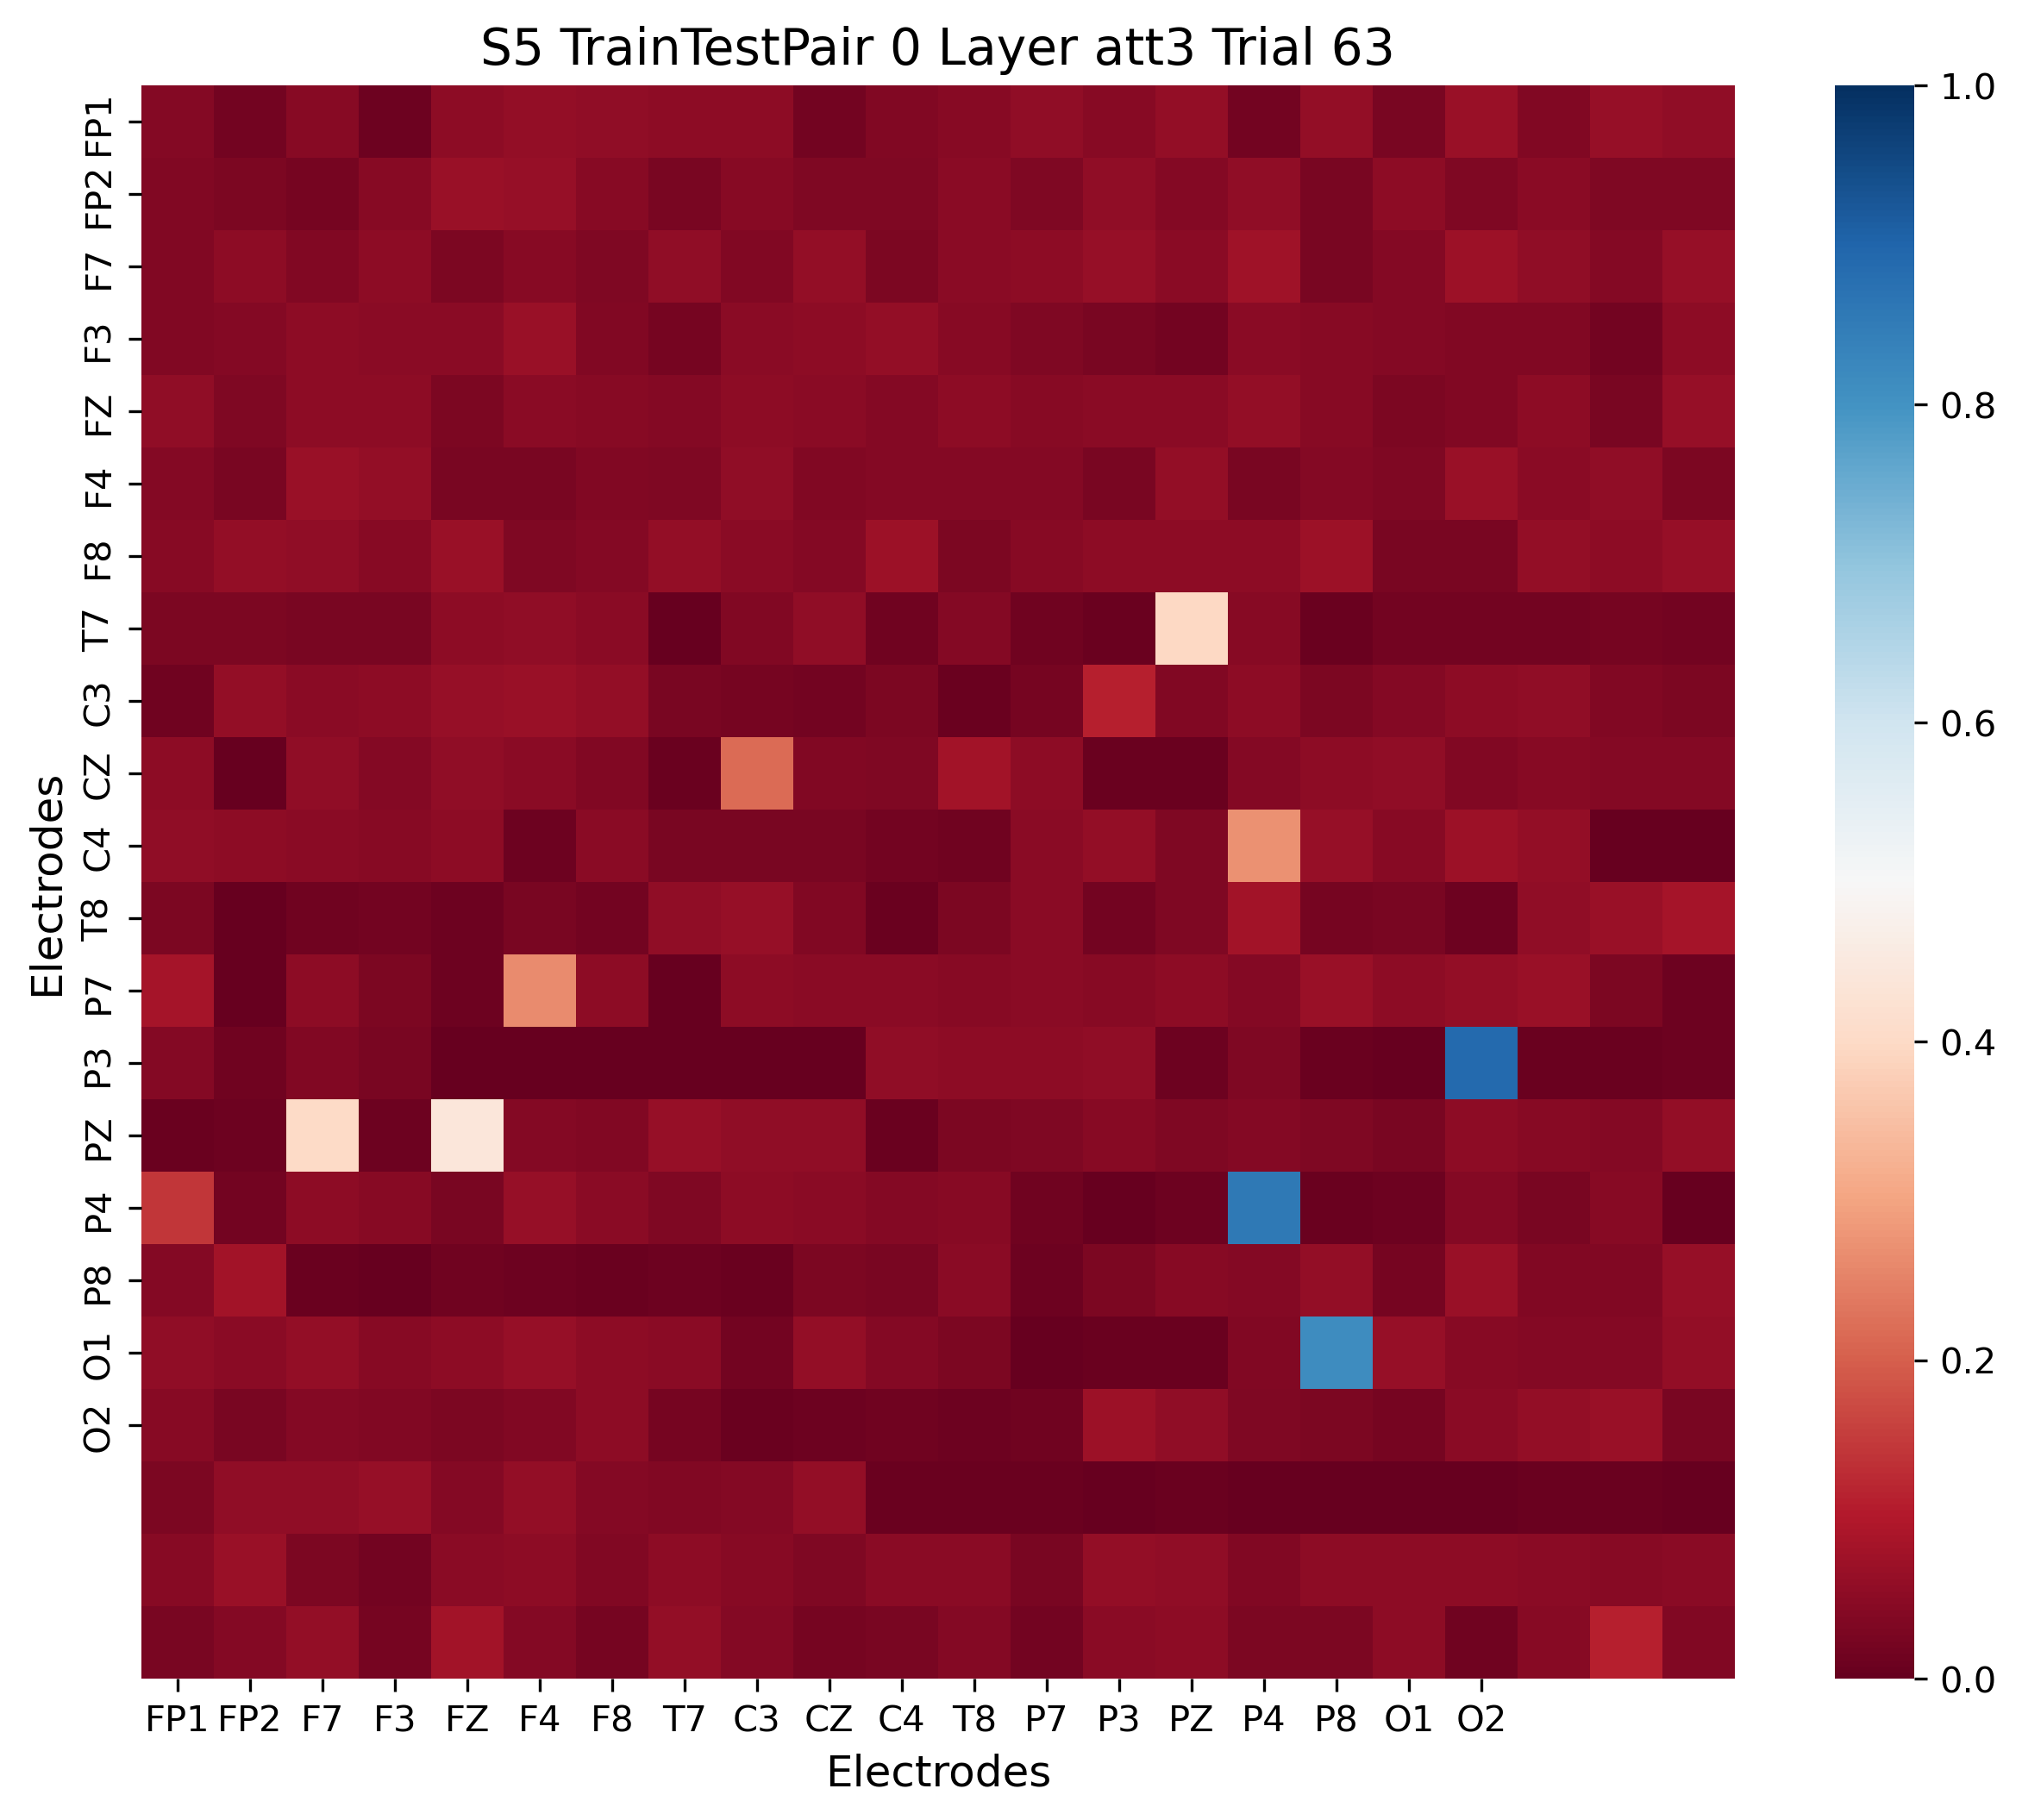 S5 TrainTestPair 0 Layer att3 Trial 63
Electrodes
FP1
FP2
F7
F3
FZ
F4
F8
T7
C3
CZ
C4
T8
P7
P3
PZ
P4
P8
O1
O2
FP1 FP2 F7 F3 FZ F4 F8 T7 C3 CZ C4 T8 P7 P3 PZ P4 P8 O1 O2
Electrodes
1.0
0.8
0.6
0.4
0.2
0.0